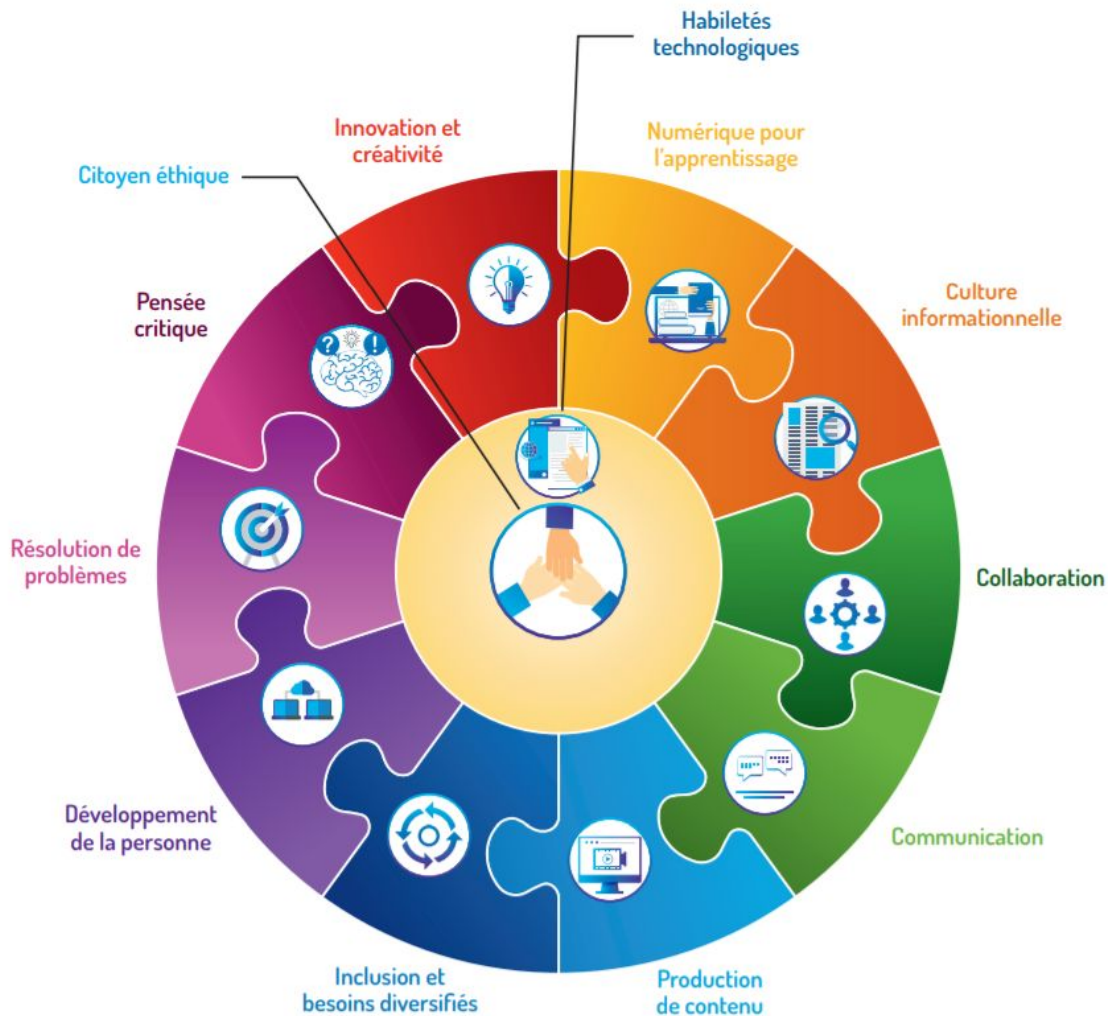 Habiletés
technologiques
Innovation et
créativité
Numérique pour
l'apprentissage
Citoyen éthique
Pensée
critique
Culture
informationnelle
? !
Résolution de
problèmes
Collaboration
Développement
de la personne
Communication
Inclusion et
besoins diversifiés
Production
de contenu